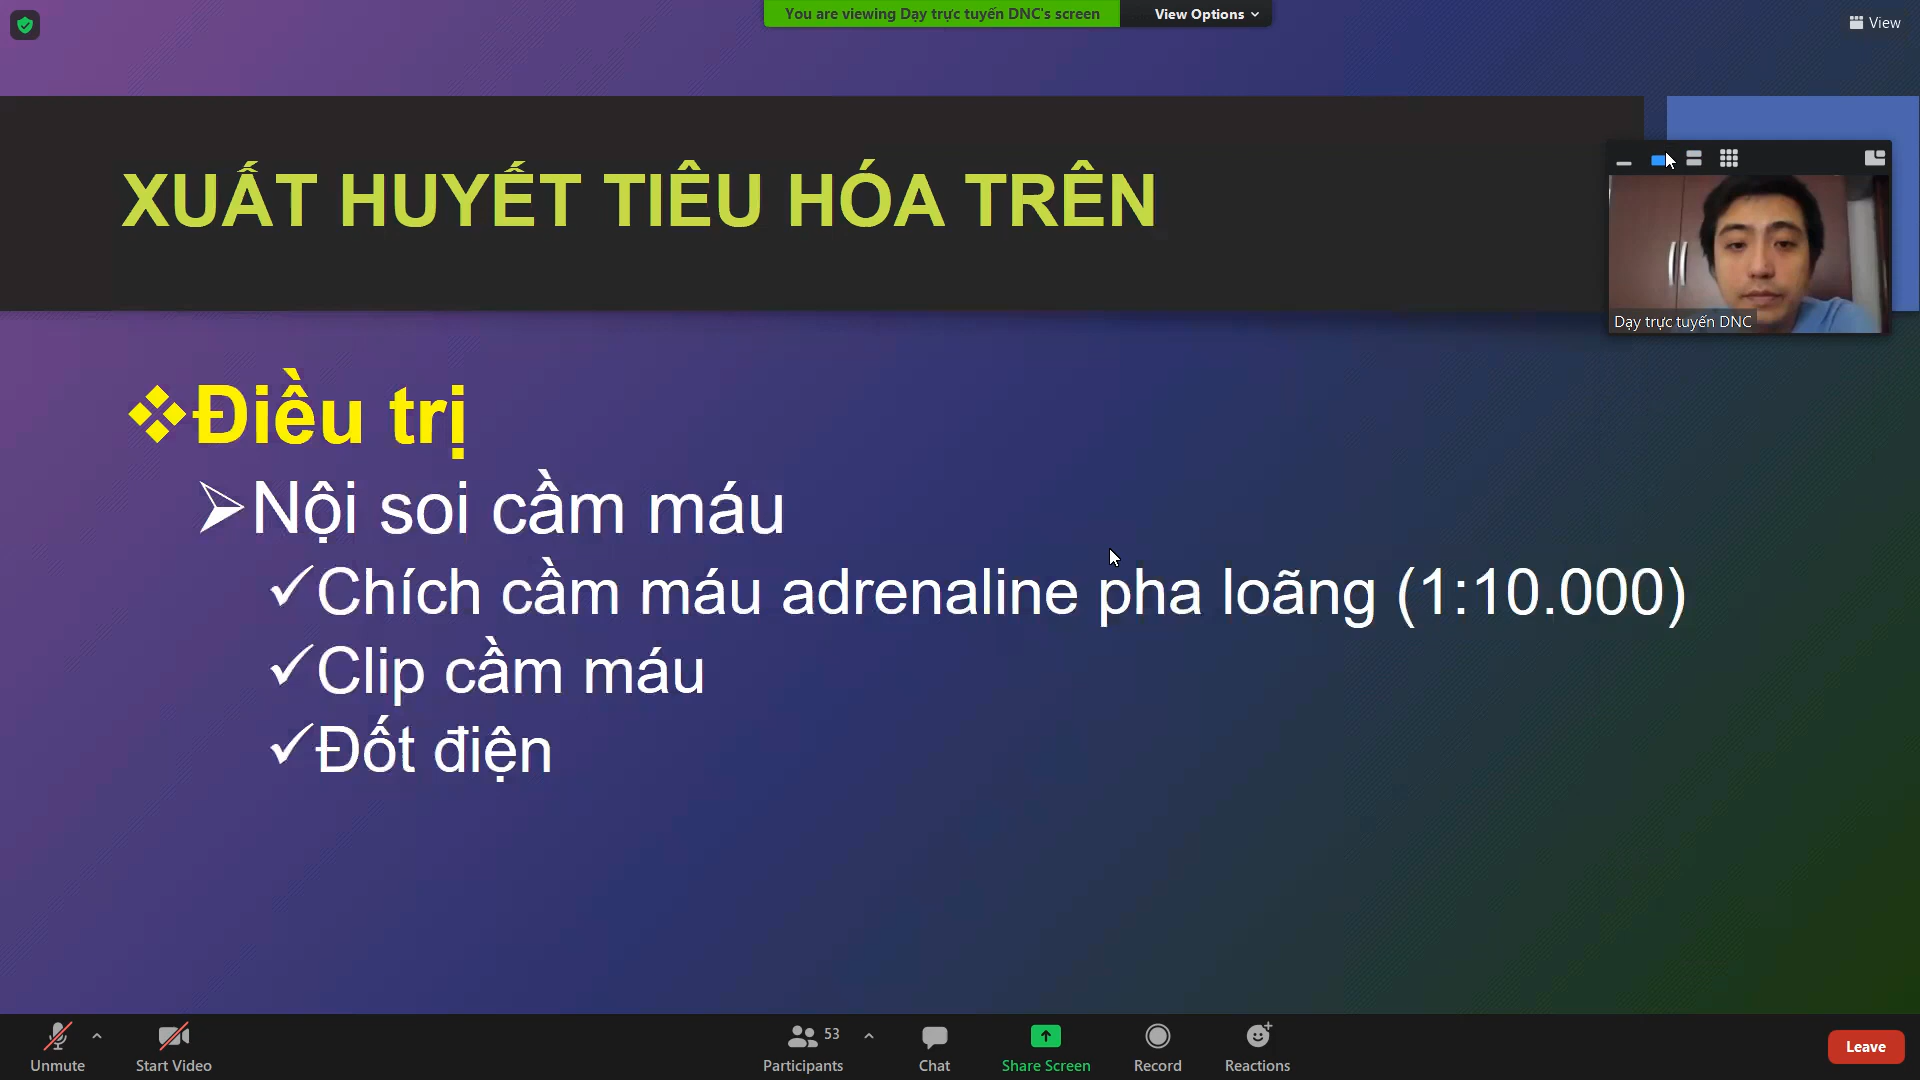 You are viewing Dạy trực tuyến DNC's screen
View Options
View
XUẤT HUYẾT TIÊU HÓA TRÊN
Dạy trực tuyến DNC
Điều trị
Nội soi cầm máu
Chích cầm máu adrenaline pha loãng (1:10.000)
Clip cầm máu
Đốt điện
Unmute
Start Video
Participants 53
Chat
Share Screen
Record
Reactions
Leave